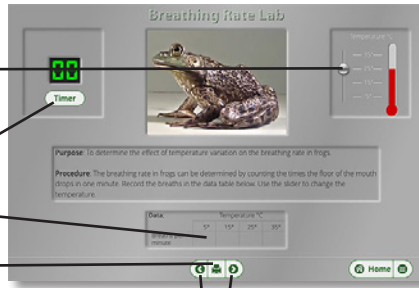 Breathing Rate Lab
Temperature °C
35°
25°
15°
5°
00
Timer
Purpose: To determine the effect of temperature variation on the breathing rate in frogs.
Procedure: The breathing rate in frogs can be determined by counting the times the floor of the mouth
drops in one minute. Record the breaths in the data table below. Use the slider to change the
temperature.
Data: Temperature °C
5° 15° 25° 35°
minute
Home